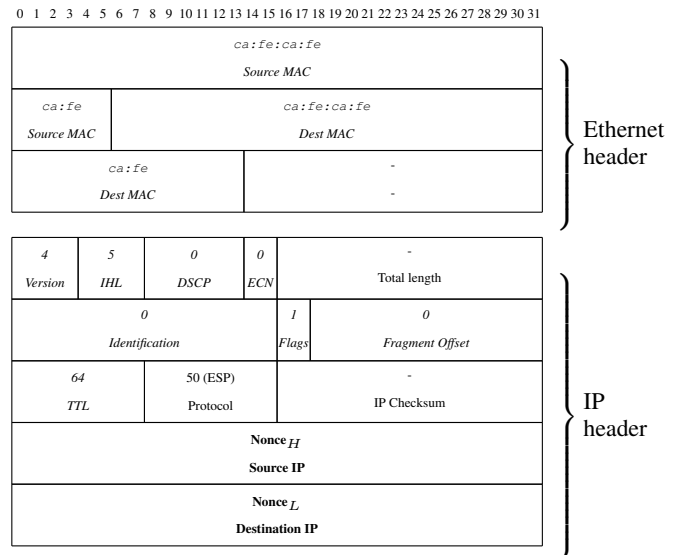 0 1 2 3 4 5 6 7 8 9 10 11 12 13 14 15 16 17 18 19 20 21 22 23 24 25 26 27 28 29 30 31
ca:fe:ca:fe
Source MAC
ca:fe ca:fe:ca:fe
Source MAC Dest MAC
ca:fe -
Dest MAC -
Ethernet
header
4 5 0 0 -
Version IHL DSCP ECN Total length
0 1 0
Identification Flags Fragment Offset
64 50 (ESP) -
TTL Protocol IP Checksum
IP
header
Nonce H
Source IP
Nonce L
Destination IP